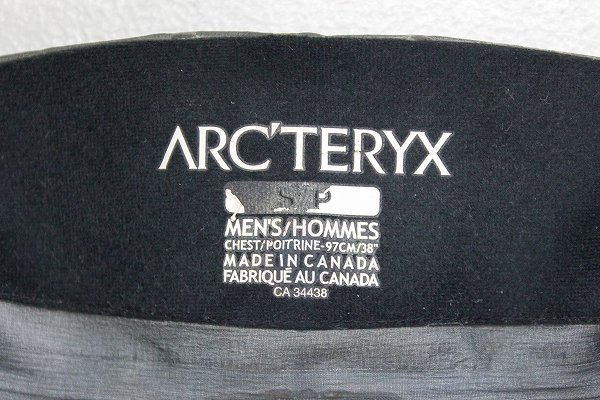 ARC'TERYX
S P
MEN'S/HOMMES
CHEST/POITRINE-97CM/38"
MADE IN CANADA
FABRIQUÉ AU CANADA
CA 34438